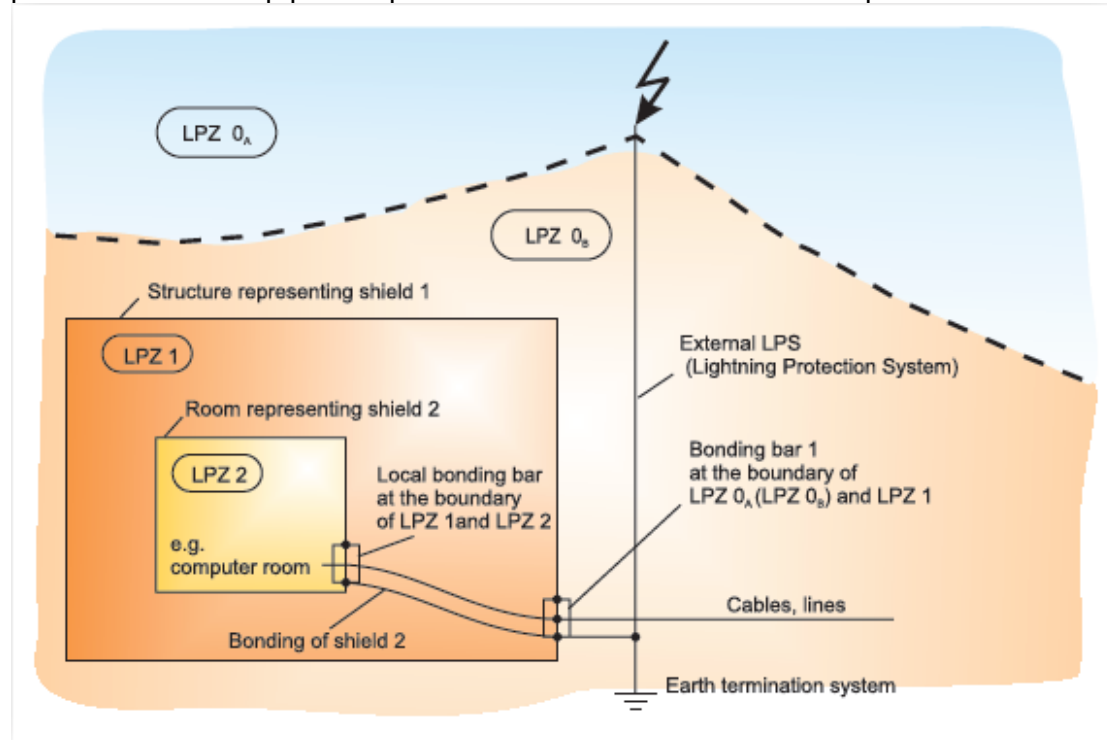 LPZ 0A
LPZ 0B
Structure representing shield 1
LPZ 1
External LPS
(Lightning Protection System)
Room representing shield 2
LPZ 2
Local bonding bar
at the boundary
of LPZ 1and LPZ 2
Bonding bar 1
at the boundary of
LPZ 0A (LPZ 0B) and LPZ 1
e.g.
computer room
Cables, lines
Bonding of shield 2
Earth termination system